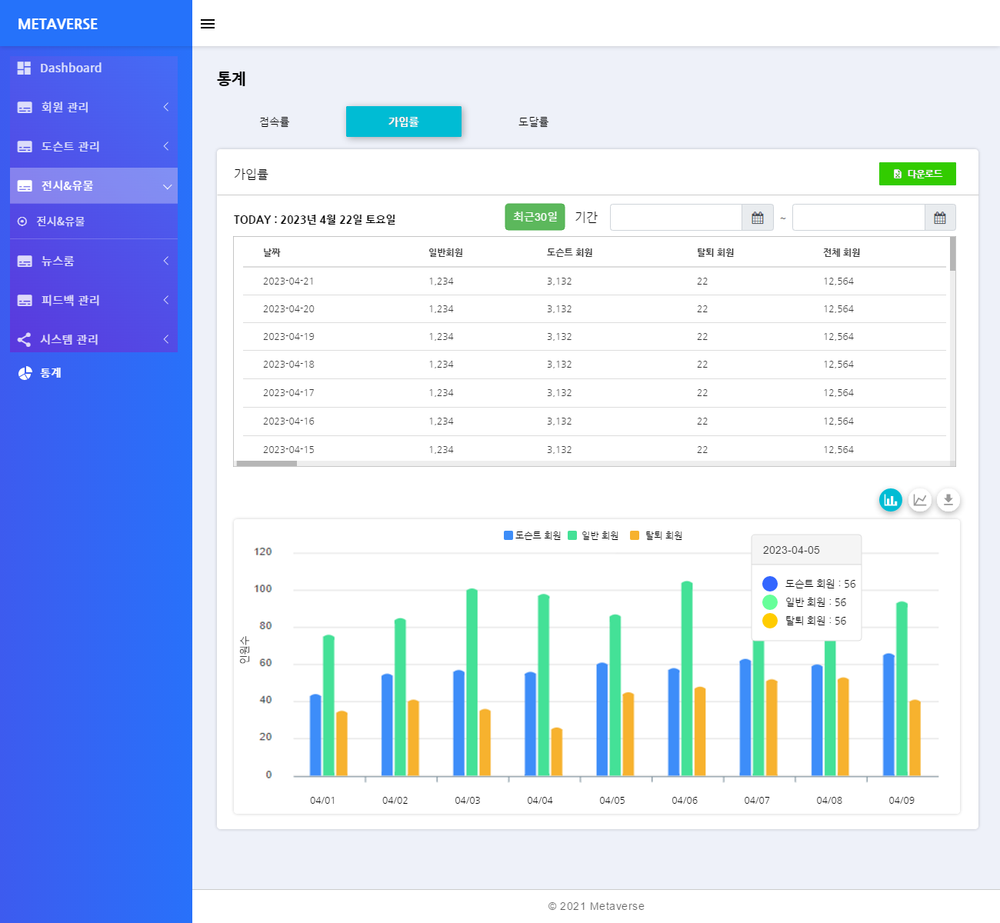 METAVERSE
Dashboard
회원 관리
도슨트 관리
전시&유물
전시&유물
뉴스룸
피드백 관리
시스템 관리
통계
통계
접속률 가입률 도달률
가입률 다운로드
TODAY : 2023년 4월 22일 토요일 최근30일 기간 ~
날짜 일반회원 도슨트 회원 탈퇴 회원 전체 회원
2023-04-21 1,234 3,132 22 12,564
2023-04-20 1,234 3,132 22 12,564
2023-04-19 1,234 3,132 22 12,564
2023-04-18 1,234 3,132 22 12,564
2023-04-17 1,234 3,132 22 12,564
2023-04-16 1,234 3,132 22 12,564
2023-04-15 1,234 3,132 22 12,564
도슨트 회원 일반 회원 탈퇴 회원
2023-04-05
도슨트 회원 : 56
일반 회원 : 56
탈퇴 회원 : 56
인원수
120
100
80
60
40
20
0
04/01 04/02 04/03 04/04 04/05 04/06 04/07 04/08 04/09
© 2021 Metaverse